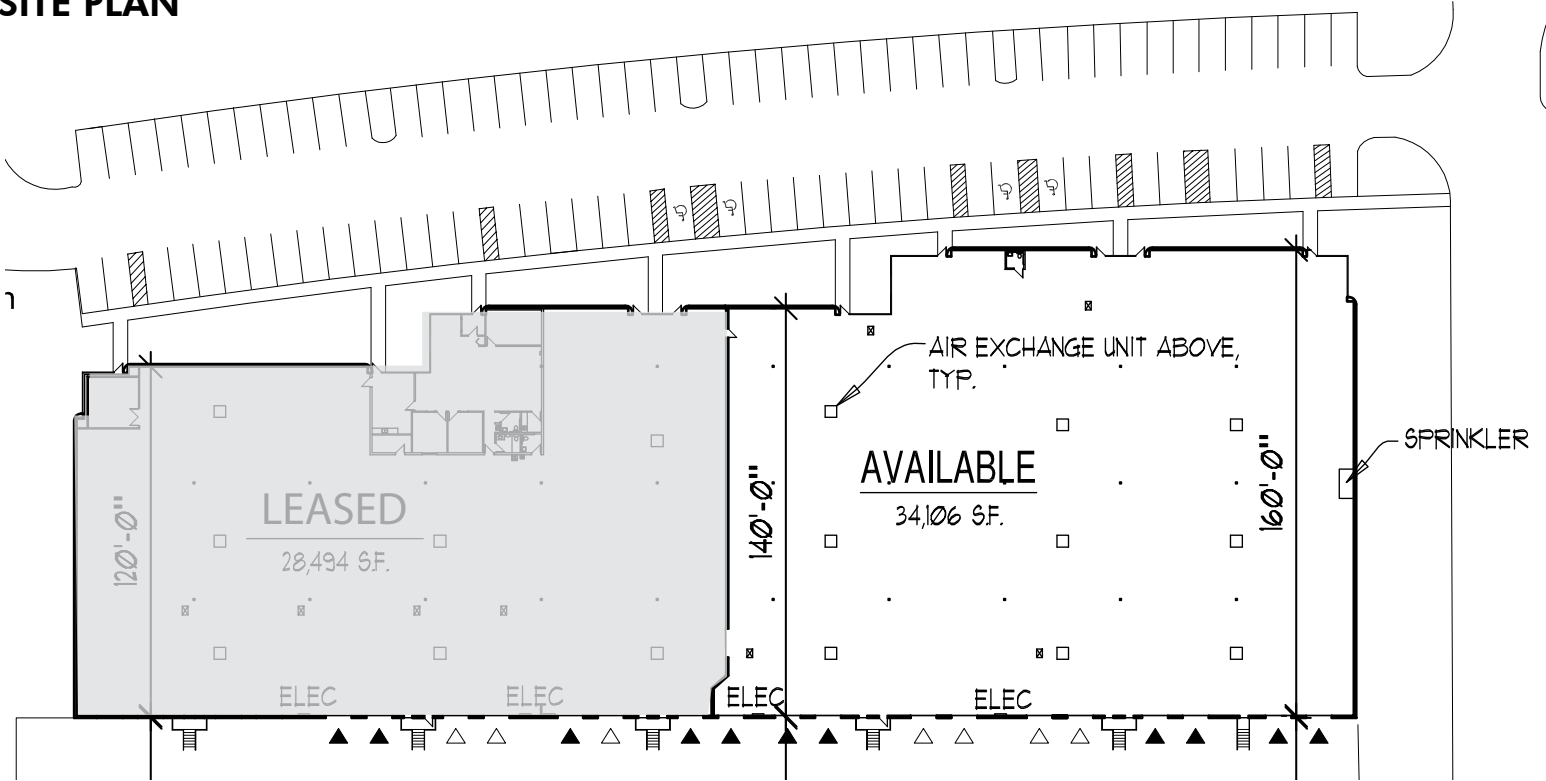 SITE PLAN
AIR EXCHANGE UNIT ABOVE,
TYP.
SPRINKLER
AVAILABLE
34,106 S.F.
LEASED
28,494 S.F.
120'-0"
140'-0"
160'-0"
ELEC
ELEC
ELEC
ELEC